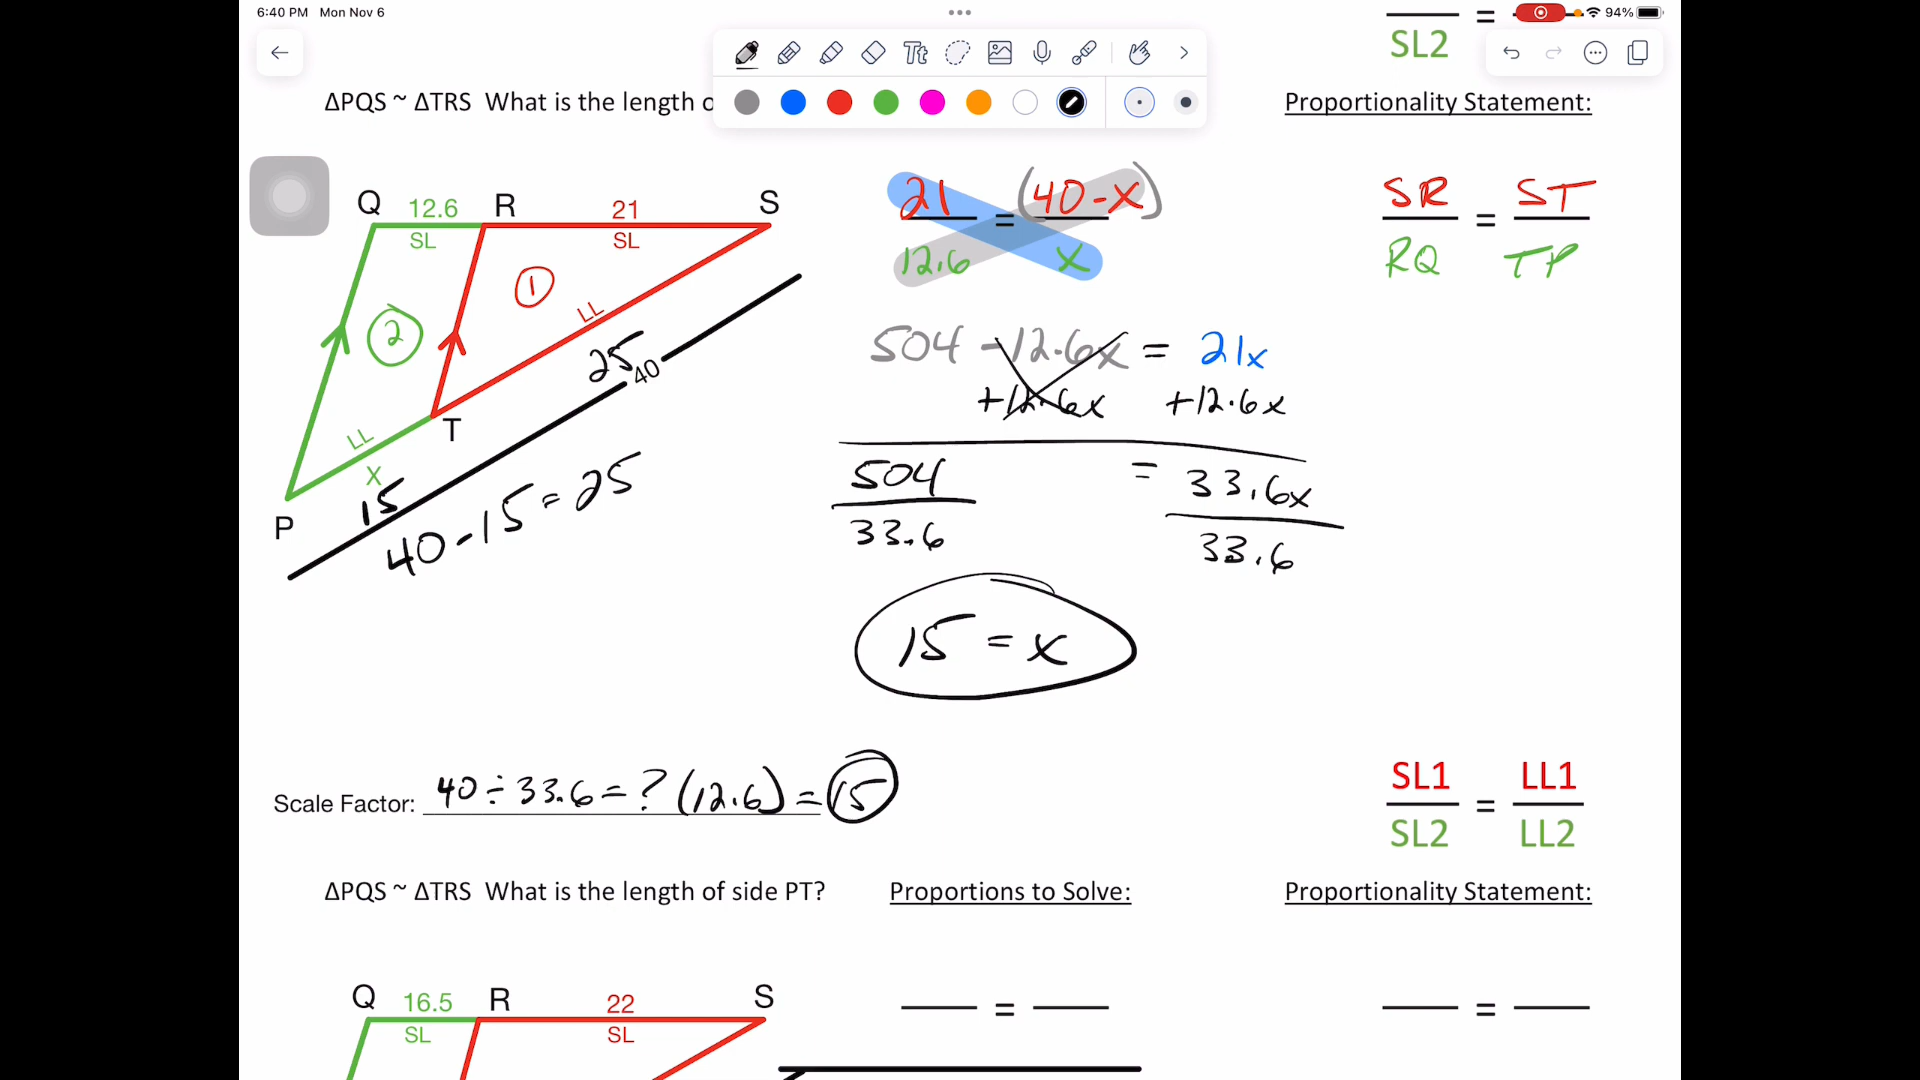 6:40 PM Mon Nov 6
94%
SL2 =
Tt
ΔPQS ~ ΔTRS What is the length o
Proportionality Statement:
Q 12.6 R 21 S
SL SL
1
2
LL
25
40
T
LL
X
15
P
40-15=25
21 = (40-x)
12.6 x
504 -12.6x = 21x
+12.6x +12.6x
504 = 33.6x
33.6 33.6
15 = x
SR = ST
RQ TP
Scale Factor: 40÷33.6=?(12.6)=15
SL1 = LL1
SL2 LL2
ΔPQS ~ ΔTRS What is the length of side PT? Proportions to Solve: Proportionality Statement:
Q 16.5 R 22 S
SL SL
= =